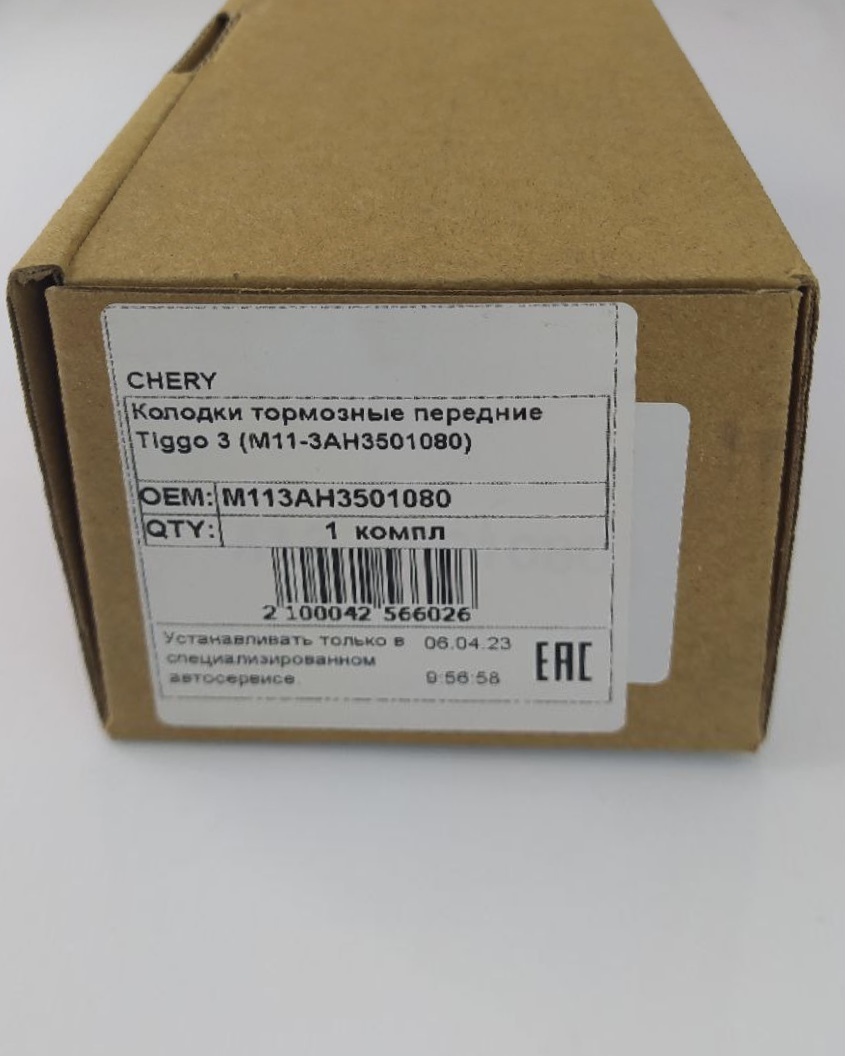 CHERY
Колодки тормозные передние
Tiggo 3 (M11-3AH3501080)
OEM: M113AH3501080
QTY: 1 компл
2 100042 566026
Устанавливать только в 06.04.23
специализированном
автосервисе 9:56:58
EAC